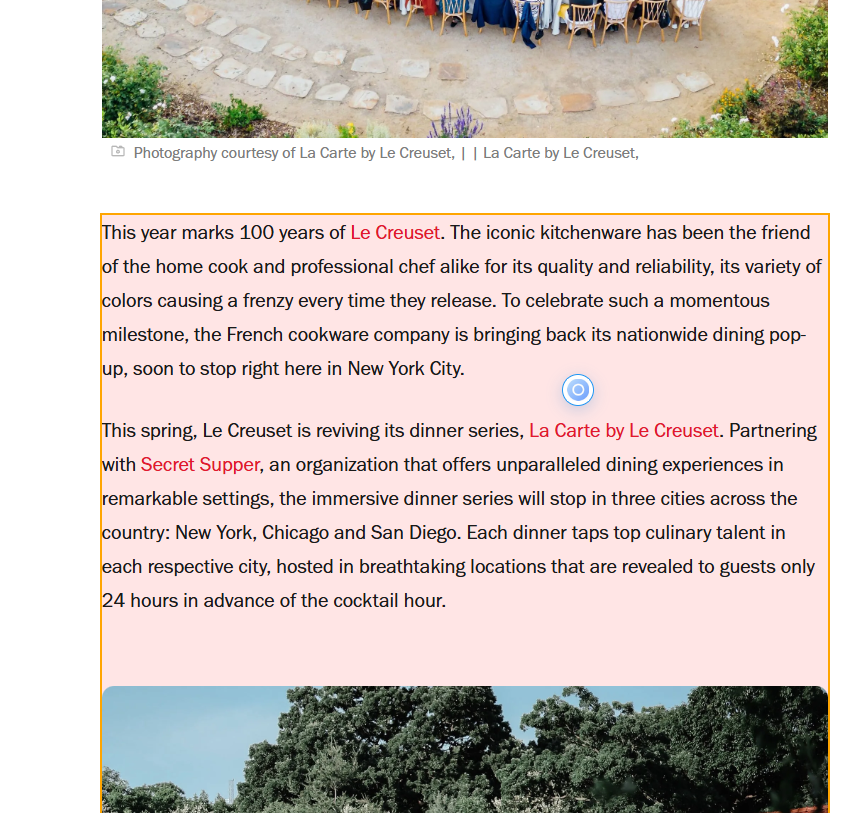 Photography courtesy of La Carte by Le Creuset, | | La Carte by Le Creuset,
This year marks 100 years of Le Creuset. The iconic kitchenware has been the friend
of the home cook and professional chef alike for its quality and reliability, its variety of
colors causing a frenzy every time they release. To celebrate such a momentous
milestone, the French cookware company is bringing back its nationwide dining pop-
up, soon to stop right here in New York City.
This spring, Le Creuset is reviving its dinner series, La Carte by Le Creuset. Partnering
with Secret Supper, an organization that offers unparalleled dining experiences in
remarkable settings, the immersive dinner series will stop in three cities across the
country: New York, Chicago and San Diego. Each dinner taps top culinary talent in
each respective city, hosted in breathtaking locations that are revealed to guests only
24 hours in advance of the cocktail hour.